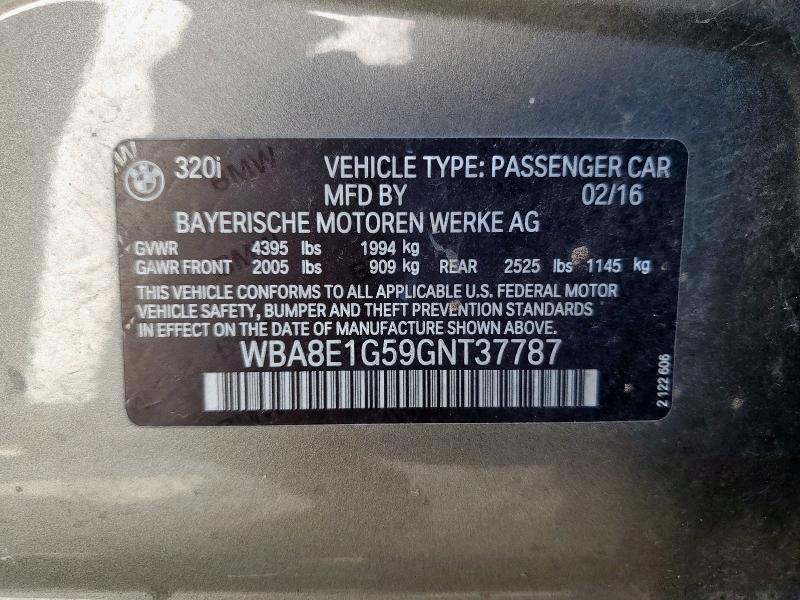 320i VEHICLE TYPE: PASSENGER CAR
MFD BY 02/16
BAYERISCHE MOTOREN WERKE AG
GVWR 4395 lbs 1994 kg
GAWR FRONT 2005 lbs 909 kg REAR 2525 lbs 1145 kg
THIS VEHICLE CONFORMS TO ALL APPLICABLE U.S. FEDERAL MOTOR
VEHICLE SAFETY, BUMPER AND THEFT PREVENTION STANDARDS
IN EFFECT ON THE DATE OF MANUFACTURE SHOWN ABOVE.
WBA8E1G59GNT37787
2 122 606